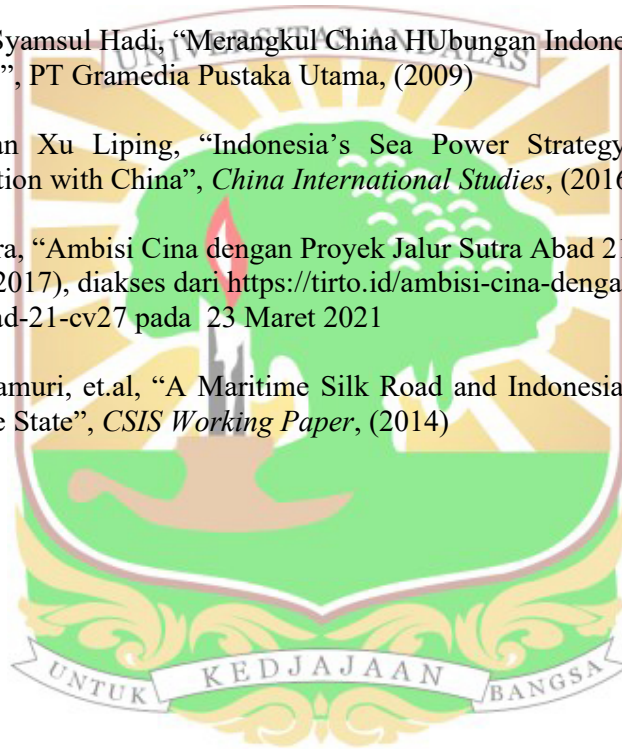 Syamsul Hadi, “Merangkul China HUbungan Indone
UNIVERSITAS ANDALAS
”, PT Gramedia Pustaka Utama, (2009)
an Xu Liping, “Indonesia’s Sea Power Strategy
tion with China”, China International Studies, (2016
ra, “Ambisi Cina dengan Proyek Jalur Sutra Abad 21
2017), diakses dari https://tirto.id/ambisi-cina-denga
ad-21-cv27 pada 23 Maret 2021
amuri, et.al, “A Maritime Silk Road and Indonesia
e State”, CSIS Working Paper, (2014)
UNTUK KEDJAJAAN BANGSA